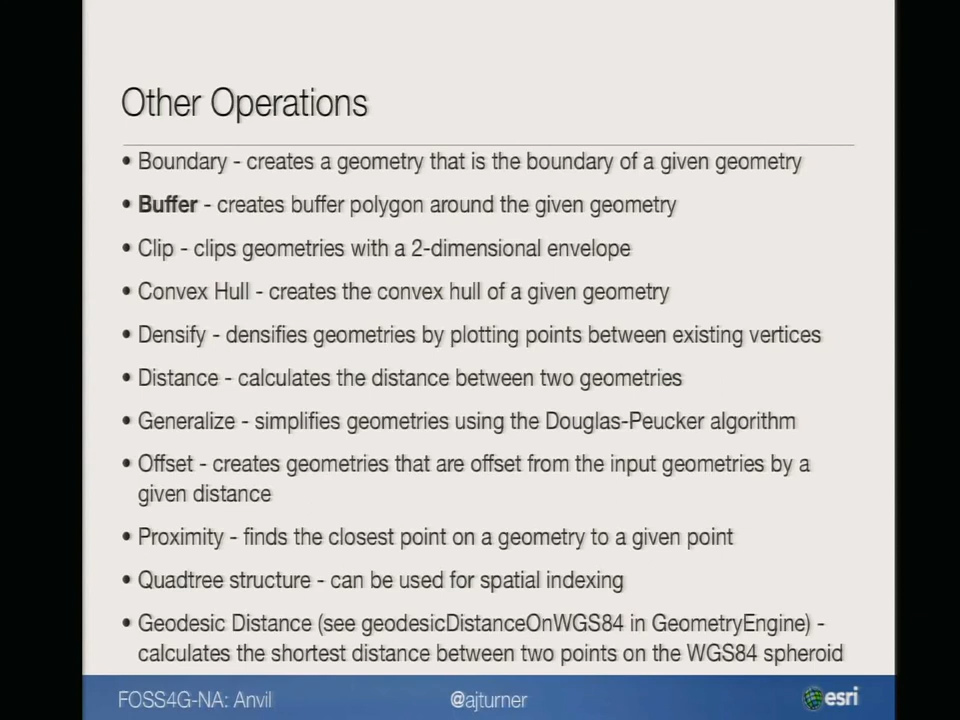 Other Operations
• Boundary - creates a geometry that is the boundary of a given geometry
• Buffer - creates buffer polygon around the given geometry
• Clip - clips geometries with a 2-dimensional envelope
• Convex Hull - creates the convex hull of a given geometry
• Densify - densifies geometries by plotting points between existing vertices
• Distance - calculates the distance between two geometries
• Generalize - simplifies geometries using the Douglas-Peucker algorithm
• Offset - creates geometries that are offset from the input geometries by a
given distance
• Proximity - finds the closest point on a geometry to a given point
• Quadtree structure - can be used for spatial indexing
• Geodesic Distance (see geodesicDistanceOnWGS84 in GeometryEngine) -
calculates the shortest distance between two points on the WGS84 spheroid
FOSS4G-NA: Anvil
@ajturner
esri